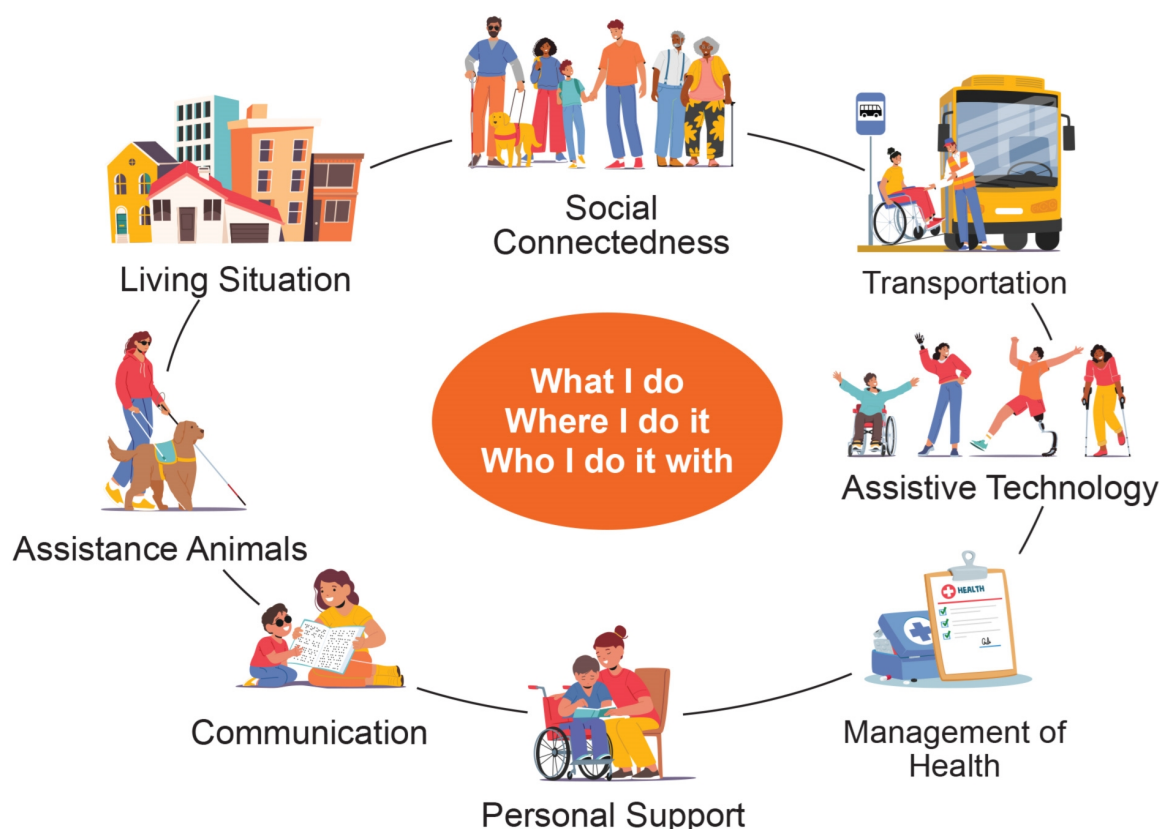 Social
Connectedness
Living Situation
Transportation
What I do
Where I do it
Who I do it with
Assistive Technology
Assistance Animals
HEALTH
Communication
Management of
Health
Personal Support